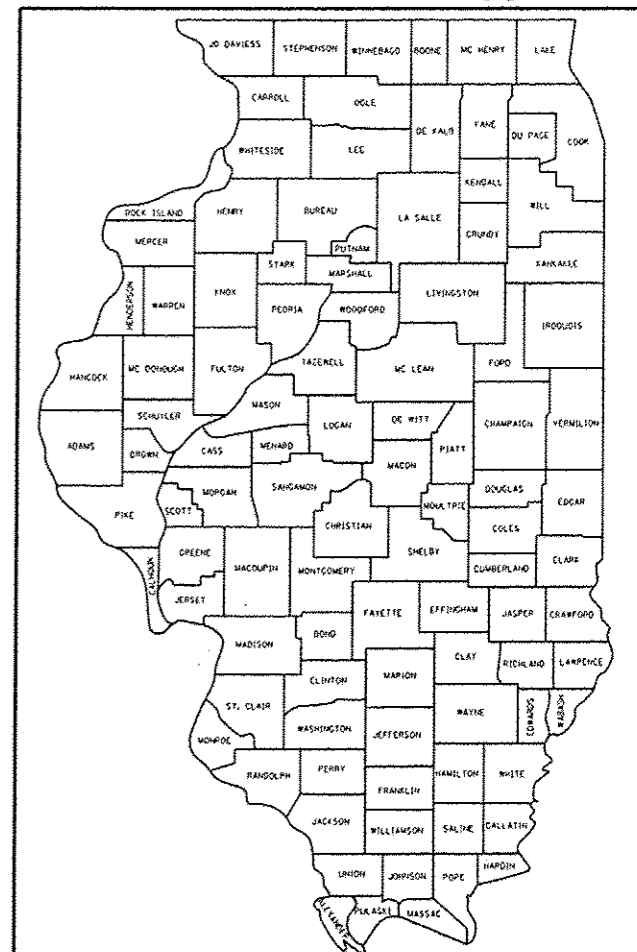 JO DAVIESS
STEPHENSON
WINNEBAGO
BOONE
MC HENRY
LAKE
CARROLL
OGLE
DE KALB
KANE
DU PAGE
COOK
WHITESIDE
LEE
KENDALL
WILL
ROCK ISLAND
HENRY
BUREAU
LA SALLE
GRUNDY
MERCER
PUTNAM
KANKAKEE
STARK
MARSHALL
HENDERSON
WARREN
KNOX
PEORIA
WOODFORD
LIVINGSTON
IROQUOIS
HANCOCK
MC DONOUGH
FULTON
TAZEWELL
MC LEAN
FORD
SCHUYLER
MASON
LOGAN
DE WITT
CHAMPAIGN
VERMILION
ADAMS
BROWN
CASS
MENARD
MACON
PIATT
PIKE
SCOTT
MORGAN
SANGAMON
CHRISTIAN
MOULTRIE
DOUGLAS
EDGAR
COLES
CALHOUN
GREENE
MACOUPIN
MONTGOMERY
SHELBY
CUMBERLAND
CLARK
JERSEY
FAYETTE
EFFINGHAM
JASPER
CRAWFORD
MADISON
BOND
CLAY
RICHLAND
LAWRENCE
CLINTON
MARION
ST. CLAIR
WAYNE
EDWARDS
WABASH
MONROE
WASHINGTON
JEFFERSON
RANDOLPH
PERRY
HAMILTON
WHITE
FRANKLIN
JACKSON
WILLIAMSON
SALINE
GALLATIN
UNION
JOHNSON
POPE
HARDIN
ALEXANDER
PULASKI
MASSAC